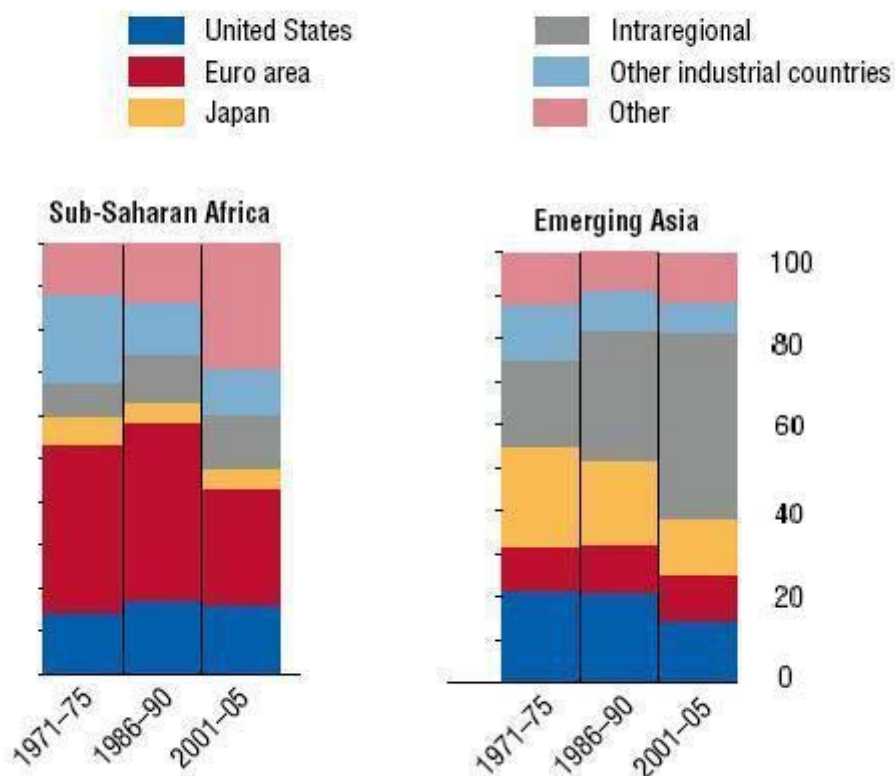 United States
Euro area
Japan
Intraregional
Other industrial countries
Other
Sub-Saharan Africa
1971–75
1986–90
2001–05
Emerging Asia
100
80
60
40
20
0
1971–75
1986–90
2001–05